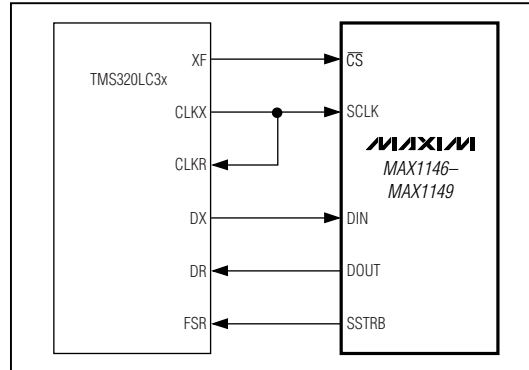 XF
TMS320LC3x
CLKX
CLKR
DX
DR
FSR
CS
SCLK
MAXIM
MAX1146–
MAX1149
DIN
DOUT
SSTRB